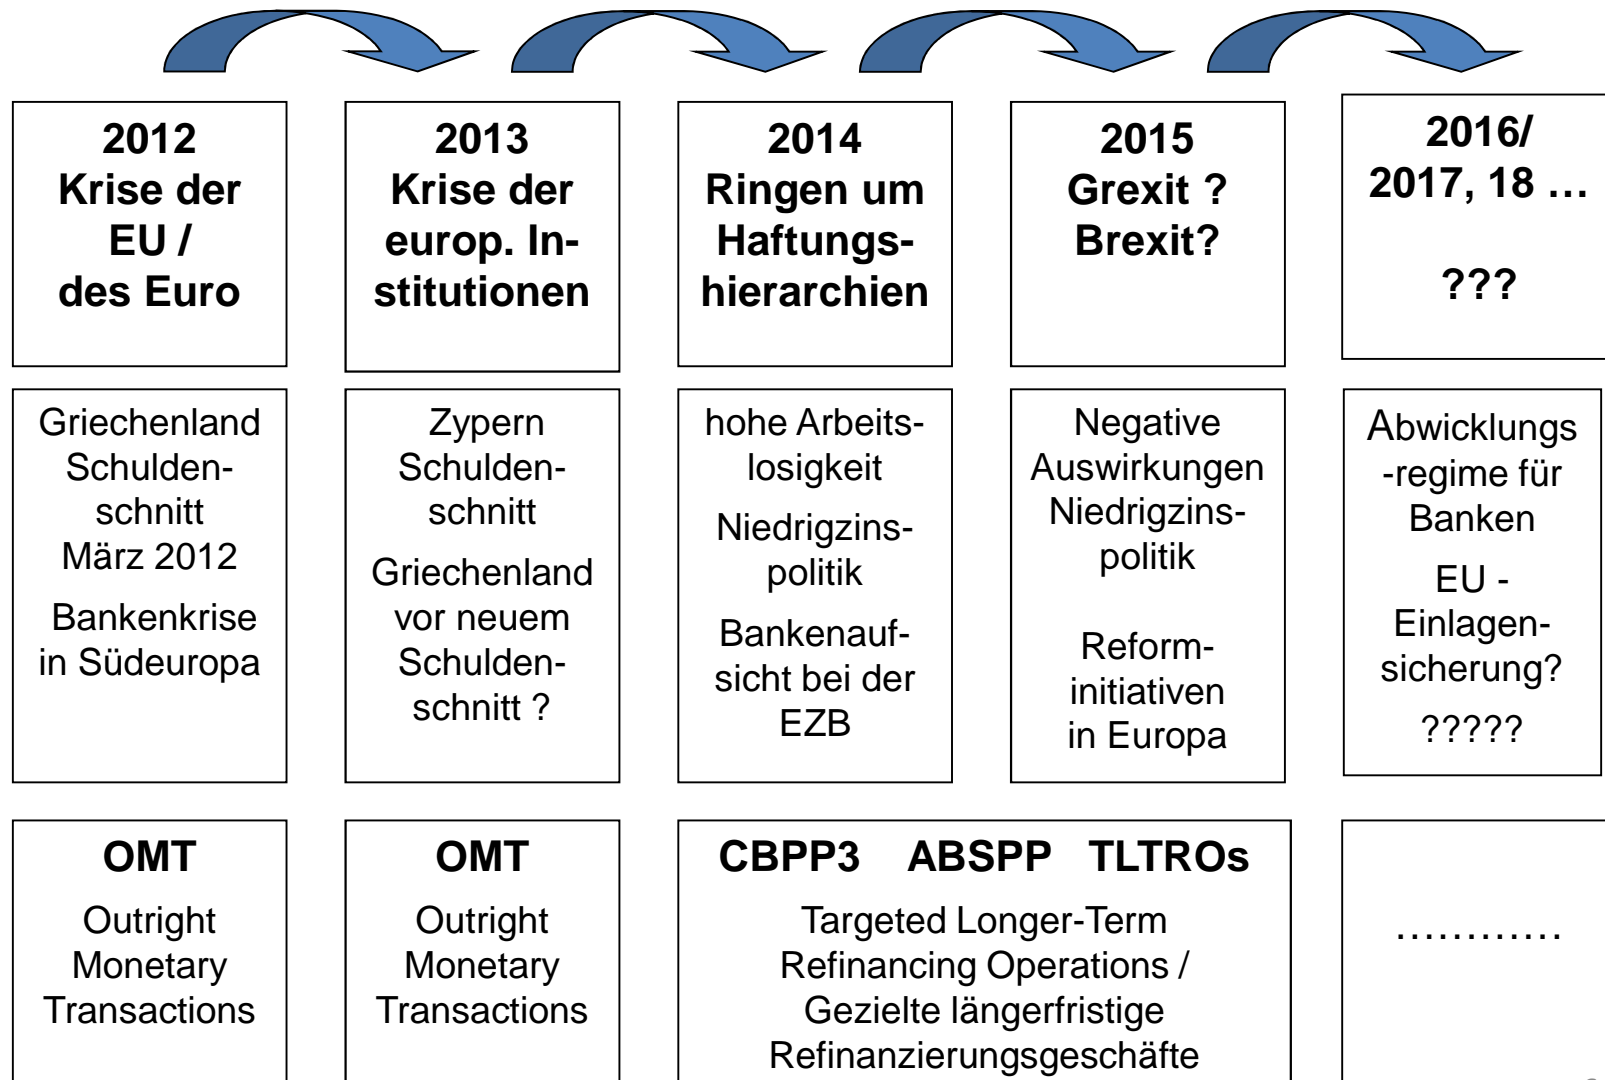 2012
Krise der
EU /
des Euro
2013
Krise der
europ. In-
stitutionen
2014
Ringen um
Haftungs-
hierarchien
2015
Grexit ?
Brexit?
2016/
2017, 18 …
???
Griechenland
Schulden-
schnitt
März 2012
Bankenkrise
in Südeuropa
Zypern
Schulden-
schnitt
Griechenland
vor neuem
Schulden-
schnitt ?
hohe Arbeits-
losigkeit
Niedrigzins-
politik
Bankenauf-
sicht bei der
EZB
Negative
Auswirkungen
Niedrigzins-
politik
Reform-
initiativen
in Europa
Abwicklungs
-regime für
Banken
EU -
Einlagen-
sicherung?
?????
OMT
Outright
Monetary
Transactions
OMT
Outright
Monetary
Transactions
CBPP3 ABSPP TLTROs
Targeted Longer-Term
Refinancing Operations /
Gezielte längerfristige
Refinanzierungsgeschäfte
…………